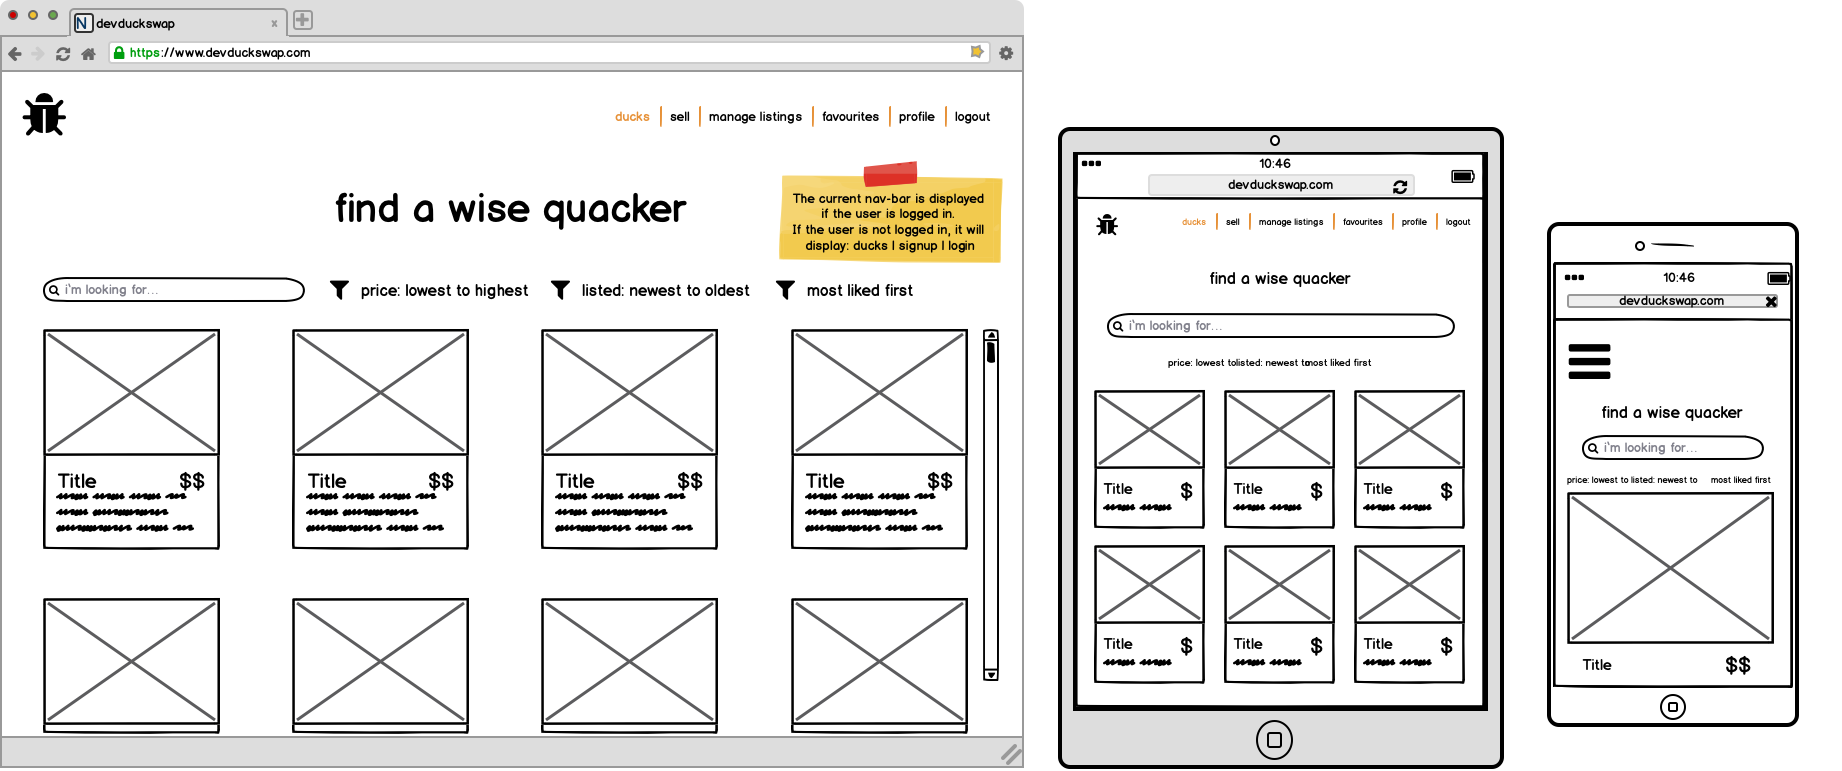 N devduckswap x
https://www.devduckswap.com
ducks | sell | manage listings | favourites | profile | logout
find a wise quacker
The current nav-bar is displayed
if the user is logged in.
If the user is not logged in, it will
display: ducks | signup | login
i'm looking for...
price: lowest to highest
listed: newest to oldest
most liked first
Title $$
Title $$
Title $$
Title $$
10:46
devduckswap.com
ducks | sell | manage listings | favourites | profile | logout
find a wise quacker
i'm looking for...
price: lowest to listed: newest to most liked first
Title $
Title $
Title $
Title $
Title $
Title $
10:46
devduckswap.com
find a wise quacker
i'm looking for...
price: lowest to listed: newest to most liked first
Title $$